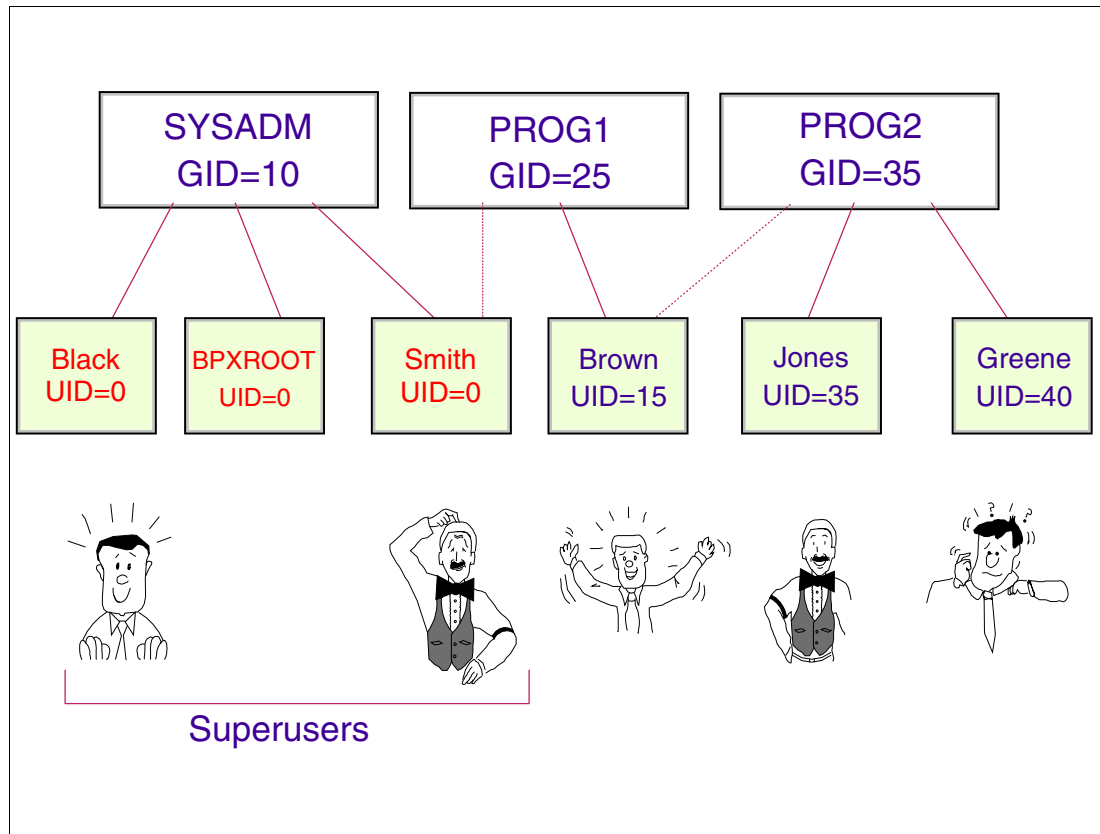 SYSADM
GID=10
PROG1
GID=25
PROG2
GID=35
Black
UID=0
BPXROOT
UID=0
Smith
UID=0
Brown
UID=15
Jones
UID=35
Greene
UID=40
? ?
Superusers